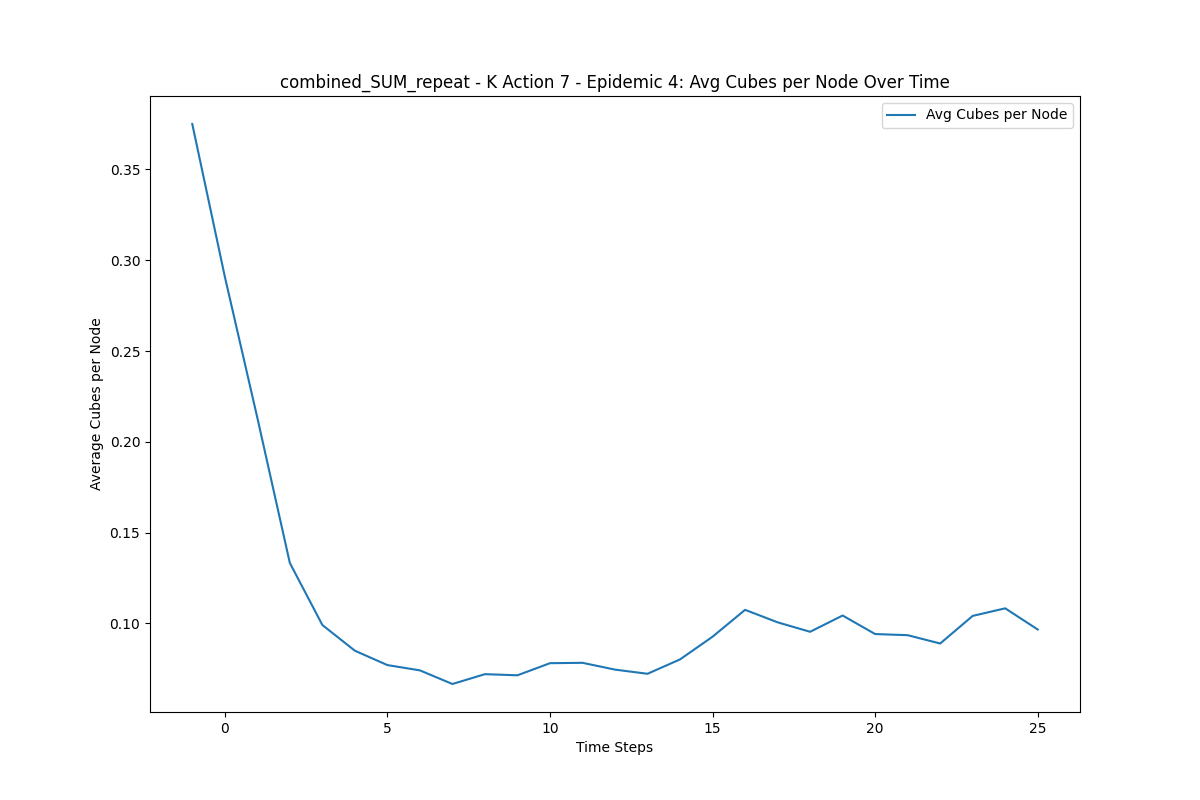 combined_SUM_repeat - K Action 7 - Epidemic 4: Avg Cubes per Node Over Time
Avg Cubes per Node
Average Cubes per Node
0.35
0.30
0.25
0.20
0.15
0.10
0 5 10 15 20 25
Time Steps